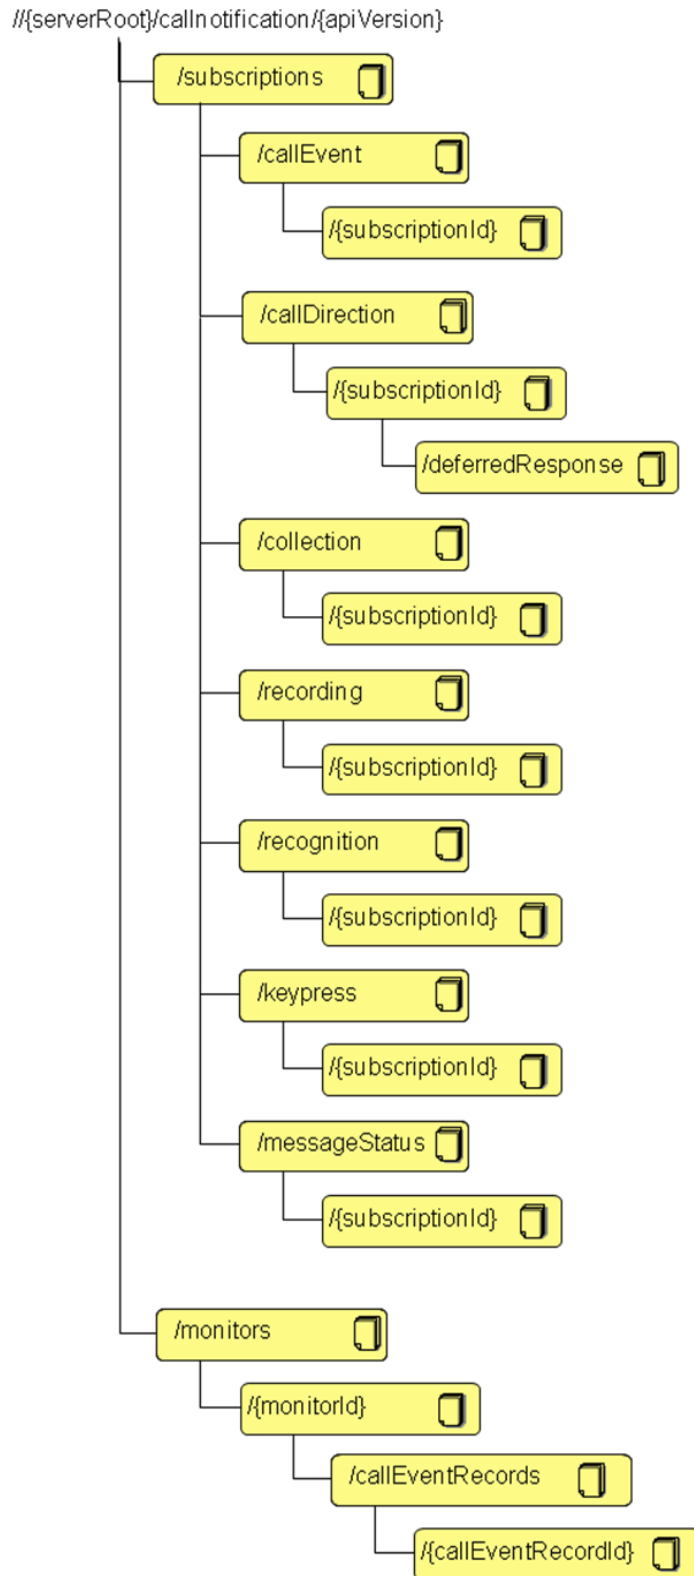 //{serverRoot}/callnotification/{apiVersion}
/subscriptions
/callEvent
/{subscriptionId}
/callDirection
/{subscriptionId}
/deferredResponse
/collection
/{subscriptionId}
/recording
/{subscriptionId}
/recognition
/{subscriptionId}
/keypress
/{subscriptionId}
/messageStatus
/{subscriptionId}
/monitors
/{monitorId}
/callEventRecords
/{callEventRecordId}